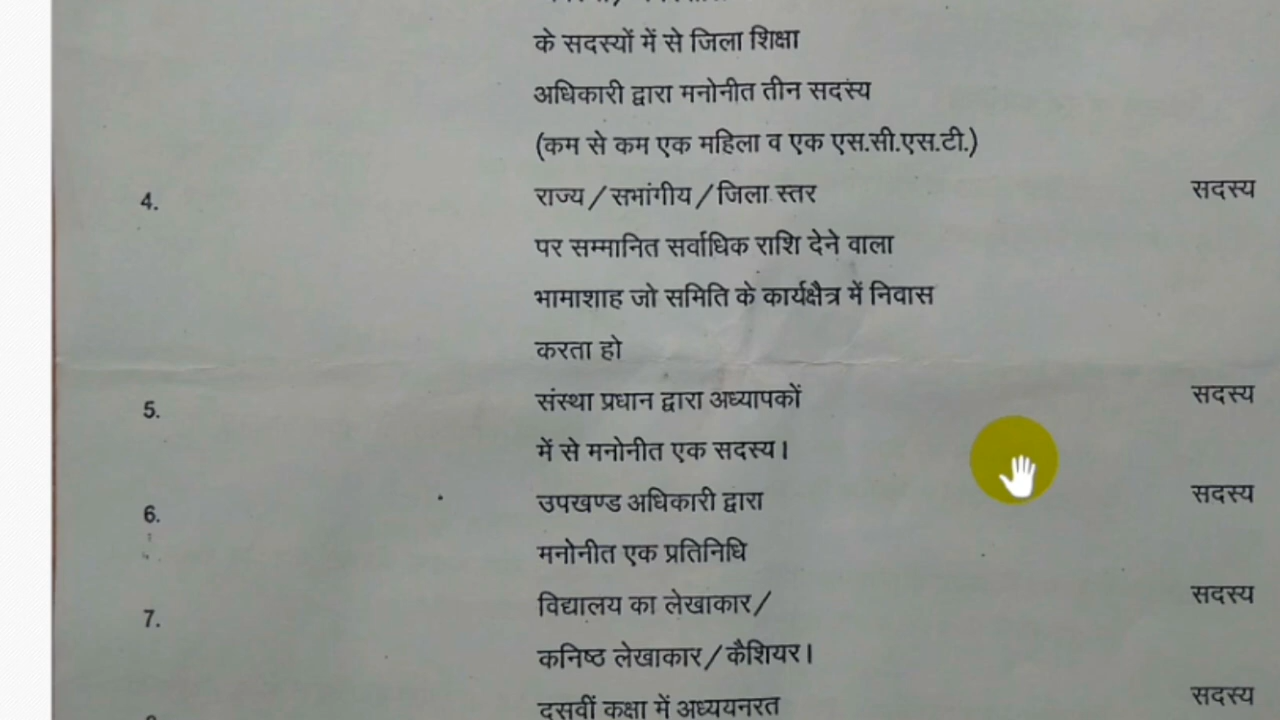 के सदस्यों में से जिला शिक्षा
अधिकारी द्वारा मनोनीत तीन सदस्य
(कम से कम एक महिला व एक एस.सी.एस.टी.)
4. राज्य/सभांगीय/जिला स्तर सदस्य
पर सम्मानित सर्वाधिक राशि देने वाला
भामाशाह जो समिति के कार्यक्षैत्र में निवास
करता हो
5. संस्था प्रधान द्वारा अध्यापकों सदस्य
में से मनोनीत एक सदस्य।
6. उपखण्ड अधिकारी द्वारा सदस्य
मनोनीत एक प्रतिनिधि
7. विद्यालय का लेखाकार/ सदस्य
कनिष्ठ लेखाकार/कैशियर।
दसवीं कक्षा में अध्ययनरत सदस्य